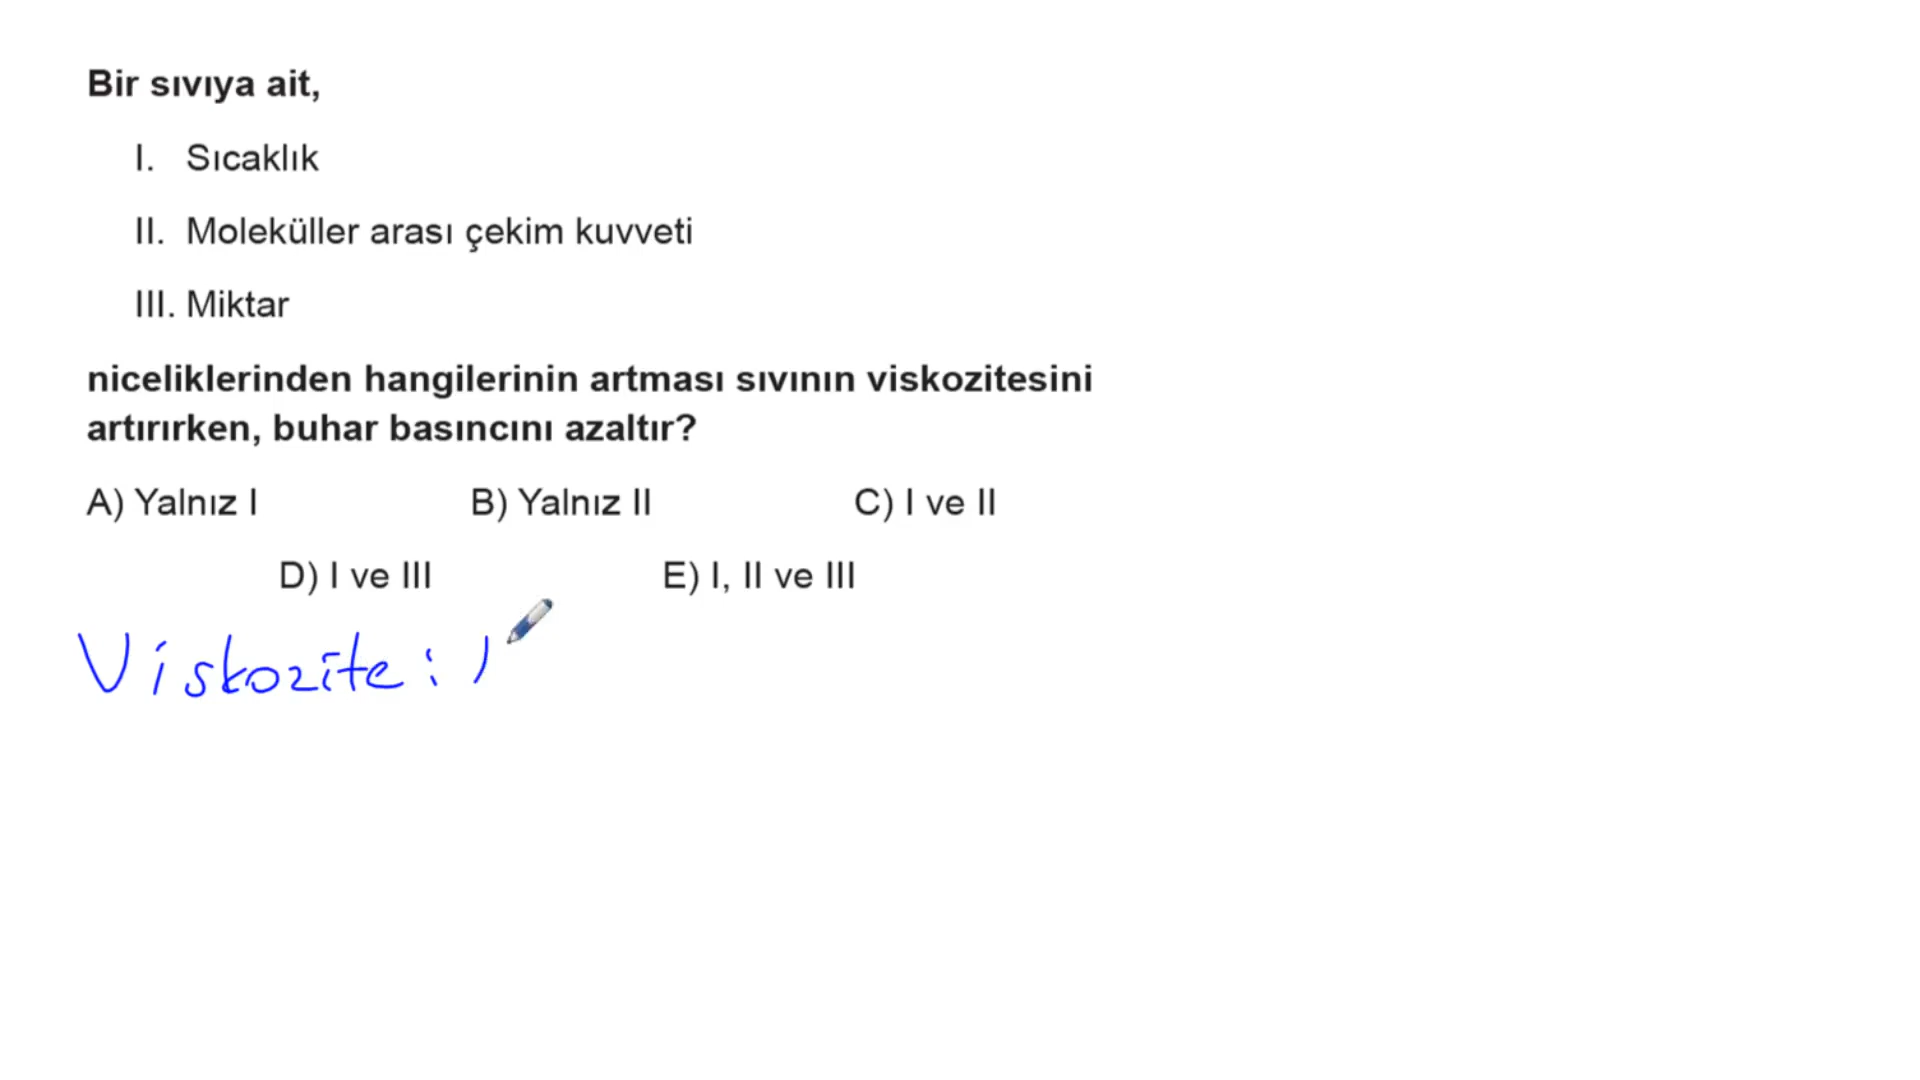 Bir sıvıya ait,
I. Sıcaklık
II. Moleküller arası çekim kuvveti
III. Miktar
niceliklerinden hangilerinin artması sıvının viskozitesini
artırırken, buhar basıncını azaltır?
A) Yalnız I B) Yalnız II C) I ve II
D) I ve III E) I, II ve III
Viskozite: